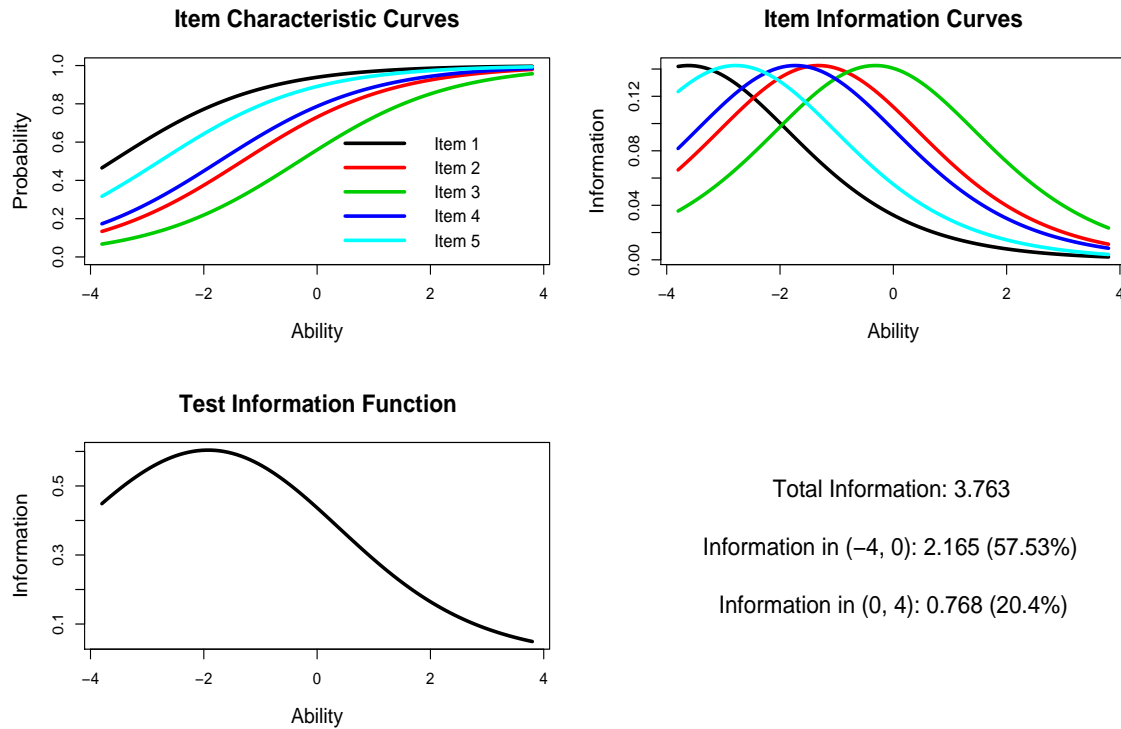 Item Characteristic Curves
Probability
0.0 0.2 0.4 0.6 0.8 1.0
Item 1
Item 2
Item 3
Item 4
Item 5
−4 −2 0 2 4
Ability
Item Information Curves
Information
0.00 0.04 0.08 0.12
−4 −2 0 2 4
Ability
Test Information Function
Information
0.1 0.3 0.5
−4 −2 0 2 4
Ability
Total Information: 3.763
Information in (−4, 0): 2.165 (57.53%)
Information in (0, 4): 0.768 (20.4%)